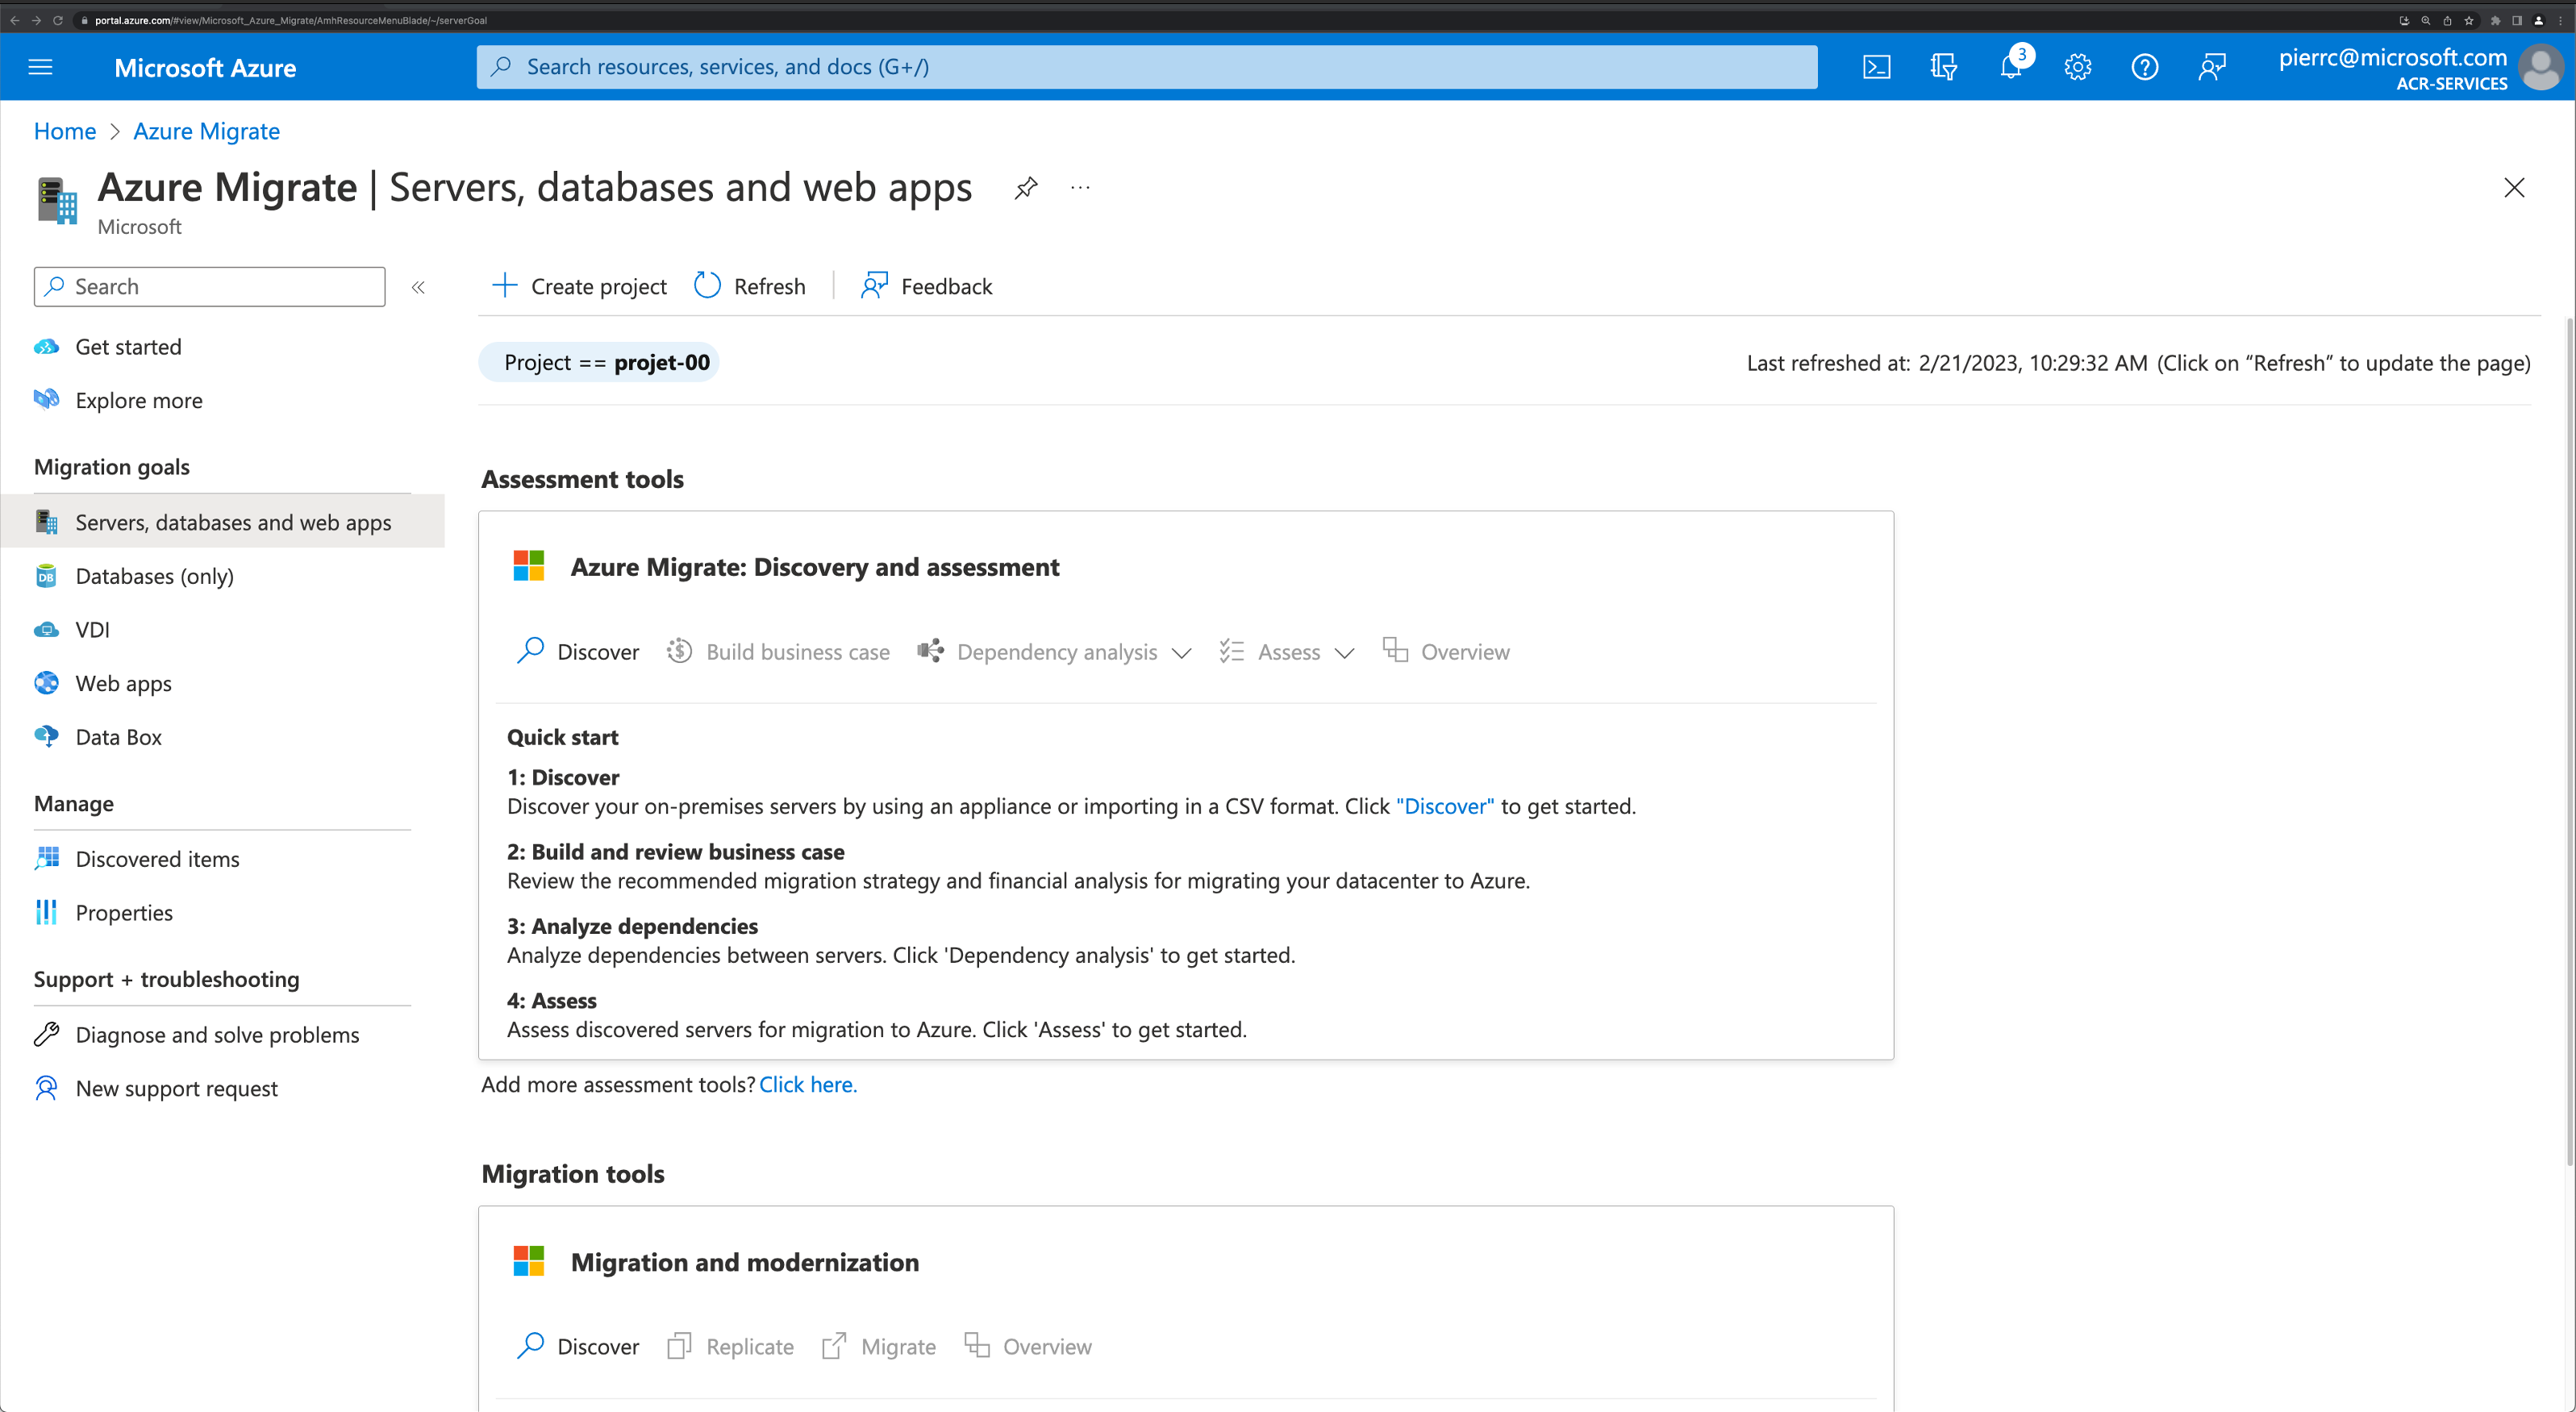 portal.azure.com/#view/Microsoft_Azure_Migrate/AmhResourceMenuBlade/~/serverGoal
Microsoft Azure
Search resources, services, and docs (G+/)
3
pierrc@microsoft.com
ACR-SERVICES
Home > Azure Migrate
Azure Migrate | Servers, databases and web apps
...
Microsoft
Search
«
Create project
Refresh
Feedback
Get started
Explore more
Migration goals
Servers, databases and web apps
Databases (only)
VDI
Web apps
Data Box
Manage
Discovered items
Properties
Support + troubleshooting
Diagnose and solve problems
New support request
Project == projet-00
Last refreshed at: 2/21/2023, 10:29:32 AM (Click on “Refresh” to update the page)
Assessment tools
Azure Migrate: Discovery and assessment
Discover
Build business case
Dependency analysis
Assess
Overview
Quick start
1: Discover
Discover your on-premises servers by using an appliance or importing in a CSV format. Click "Discover" to get started.
2: Build and review business case
Review the recommended migration strategy and financial analysis for migrating your datacenter to Azure.
3: Analyze dependencies
Analyze dependencies between servers. Click 'Dependency analysis' to get started.
4: Assess
Assess discovered servers for migration to Azure. Click 'Assess' to get started.
Add more assessment tools? Click here.
Migration tools
Migration and modernization
Discover
Replicate
Migrate
Overview